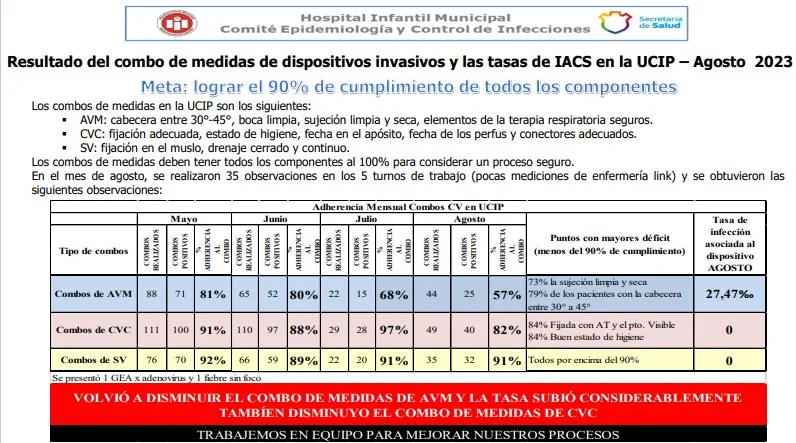 Hospital Infantil Municipal
Comité Epidemiología y Control de Infecciones
Secretaría
de Salud
Resultado del combo de medidas de dispositivos invasivos y las tasas de IACS en la UCIP – Agosto 2023
Meta: lograr el 90% de cumplimiento de todos los componentes
Los combos de medidas en la UCIP son los siguientes:
▪ AVM: cabecera entre 30°-45°, boca limpia, sujeción limpia y seca, elementos de la terapia respiratoria seguros.
▪ CVC: fijación adecuada, estado de higiene, fecha en el apósito, fecha de los perfus y conectores adecuados.
▪ SV: fijación en el muslo, drenaje cerrado y continuo.
Los combos de medidas deben tener todos los componentes al 100% para considerar un proceso seguro.
En el mes de agosto, se realizaron 35 observaciones en los 5 turnos de trabajo (pocas mediciones de enfermería link) y se obtuvieron las
siguientes observaciones:
Adherencia Mensual Combos CV en UCIP
Mayo Junio Julio Agosto
Tipo de combos
COMBOS REALIZADOS COMBOS POSITIVOS % ADHERENCIA AL COMBO
COMBOS REALIZADOS COMBOS POSITIVOS % ADHERENCIA AL COMBO
COMBOS REALIZADOS COMBOS POSITIVOS % ADHERENCIA AL COMBO
COMBOS REALIZADOS COMBOS POSITIVOS % ADHERENCIA AL COMBO
Puntos con mayores déficit
(menos del 90% de cumplimiento)
Tasa de
infección
asociada al
dispositivo
AGOSTO
Combos de AVM 88 71 81% 65 52 80% 22 15 68% 44 25 57%
73% la sujeción limpia y seca
79% de los pacientes con la cabecera
entre 30° a 45°
27,47‰
Combos de CVC 111 100 91% 110 97 88% 29 28 97% 49 40 82%
84% Fijada con AT y el pto. Visible
84% Buen estado de higiene
0
Combos de SV 76 70 92% 66 59 89% 22 20 91% 35 32 91% Todos por encima del 90% 0
Se presentó 1 GEA x adenovirus y 1 fiebre sin foco
VOLVIÓ A DISMINUIR EL COMBO DE MEDIDAS DE AVM Y LA TASA SUBIÓ CONSIDERABLEMENTE
TAMBÍEN DISMINUYO EL COMBO DE MEDIDAS DE CVC
TRABAJEMOS EN EQUIPO PARA MEJORAR NUESTROS PROCESOS